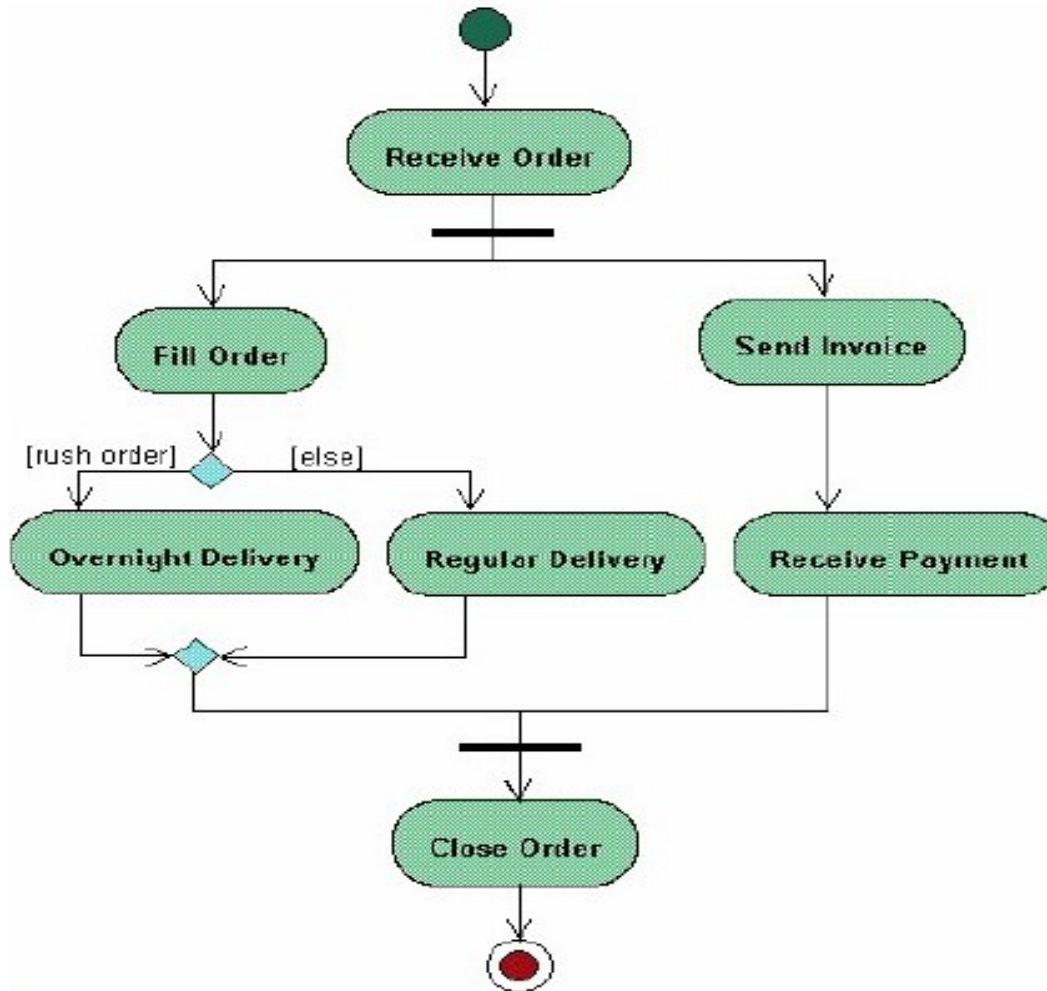 Receive Order
Fill Order
Send Invoice
[rush order]
[else]
Overnight Delivery
Regular Delivery
Receive Payment
Close Order